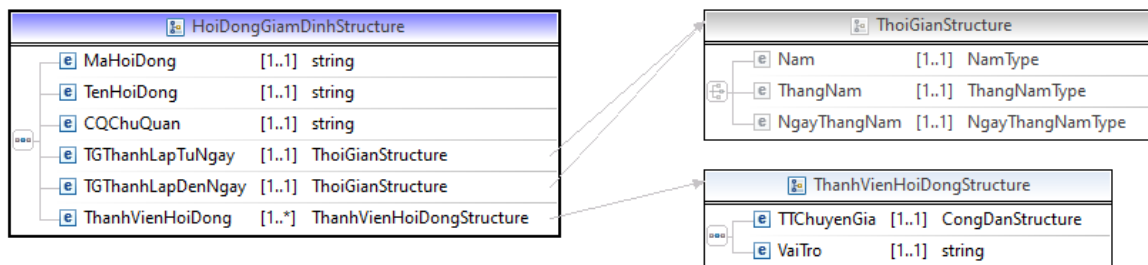 HoiDongGiamDinhStructure
e MaHoiDong [1..1] string
e TenHoiDong [1..1] string
e CQChuQuan [1..1] string
e TGThanhLapTuNgay [1..1] ThoiGianStructure
e TGThanhLapDenNgay [1..1] ThoiGianStructure
e ThanhVienHoiDong [1..*] ThanhVienHoiDongStructure
ThoiGianStructure
e Nam [1..1] NamType
e ThangNam [1..1] ThangNamType
e NgayThangNam [1..1] NgayThangNamType
ThanhVienHoiDongStructure
e TTChuyenGia [1..1] CongDanStructure
e VaiTro [1..1] string